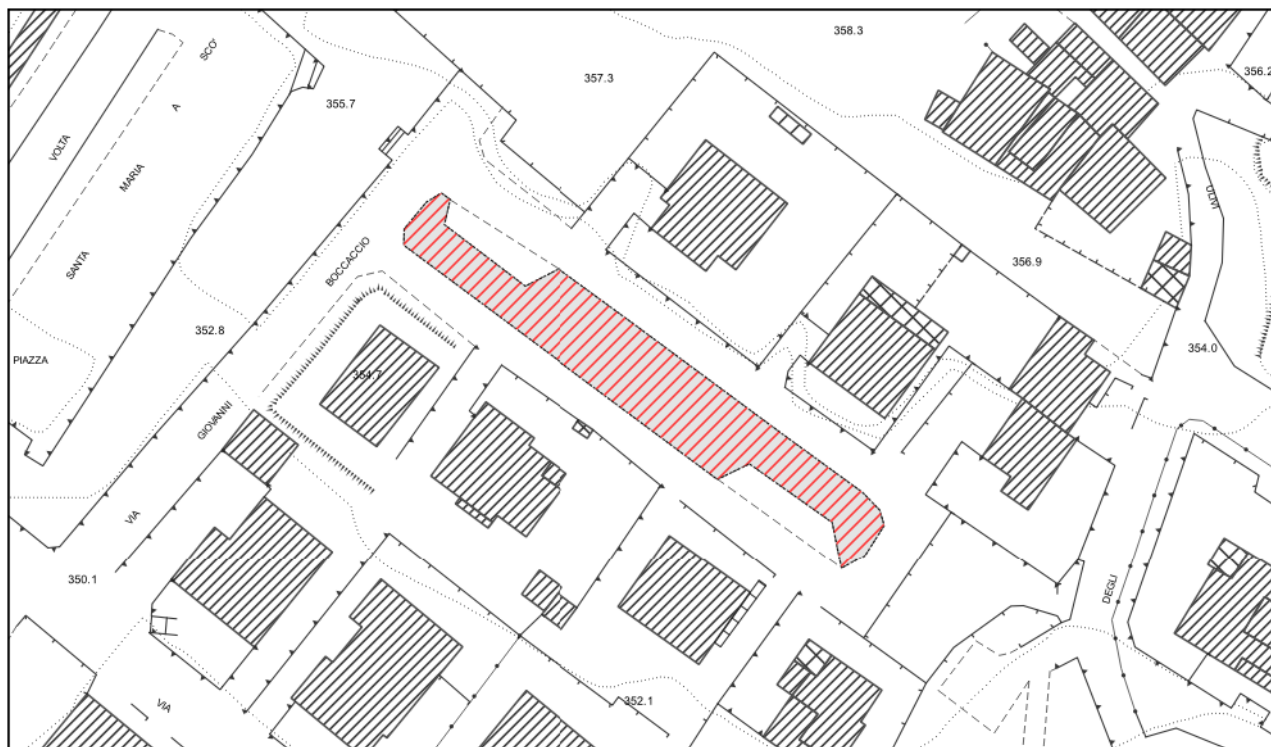 358.3
SCO'
357.3
356.2
355.7
A
VOLTA
MARIA
ULIVI
SANTA
BOCCACCIO
356.9
352.8
354.0
PIAZZA
354.7
GIOVANNI
VIA
350.1
DEGLI
352.1
VIA